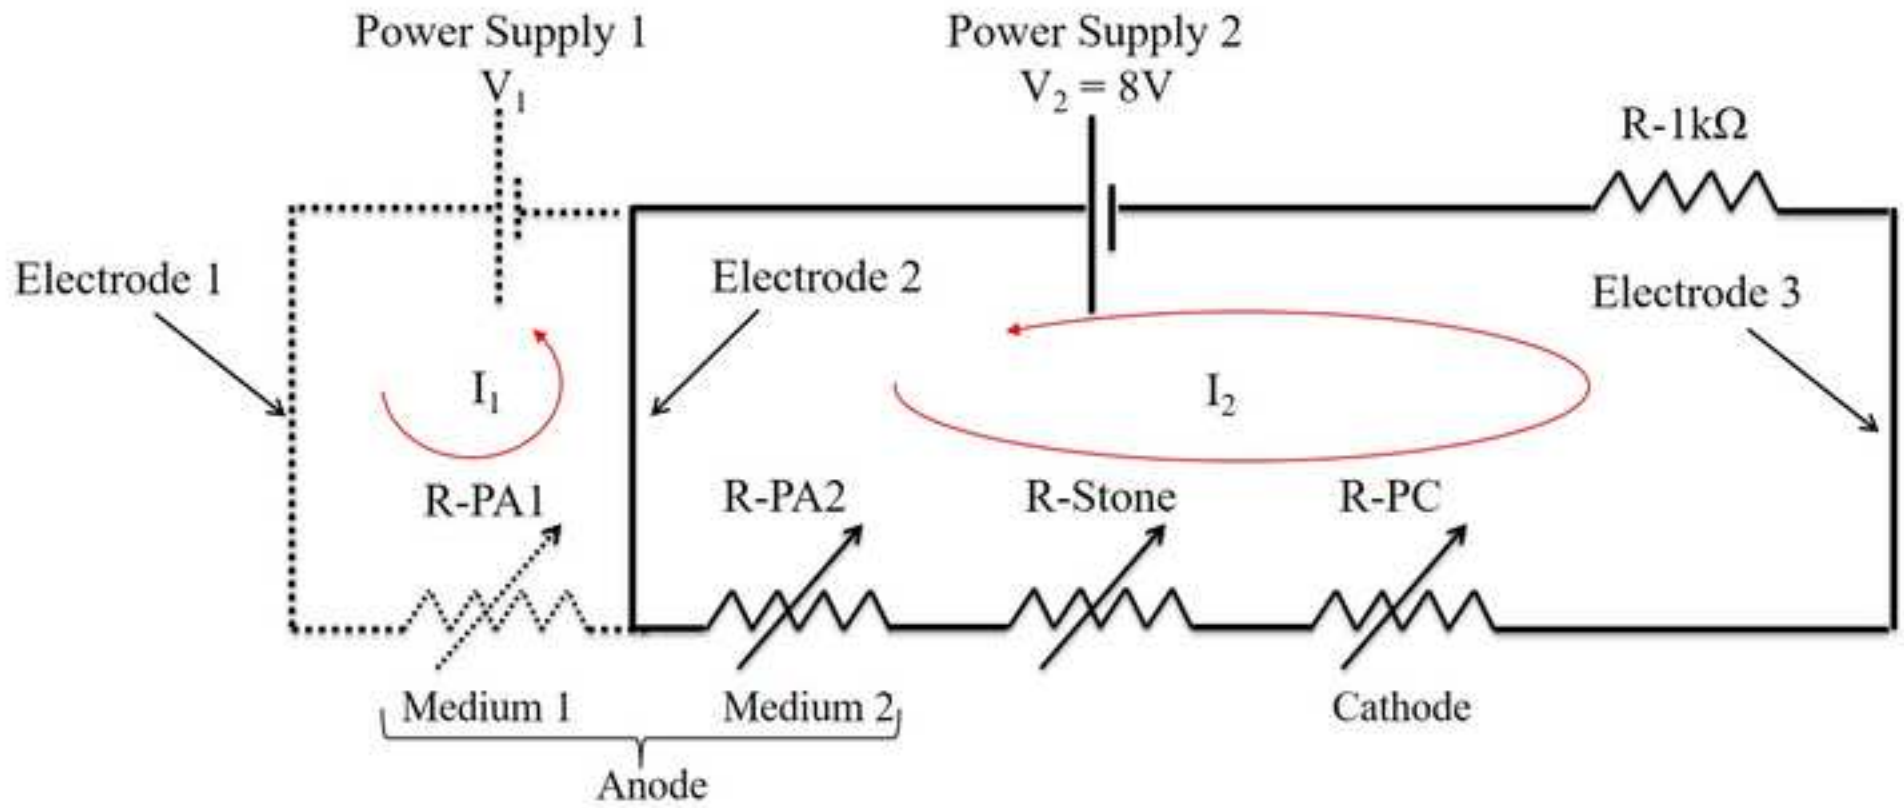 Power Supply 1
V₁
Power Supply 2
V₂ = 8V
R-1kΩ
Electrode 1
Electrode 2
Electrode 3
I₁
I₂
R-PA1
R-PA2
R-Stone
R-PC
Medium 1
Medium 2
Cathode
Anode